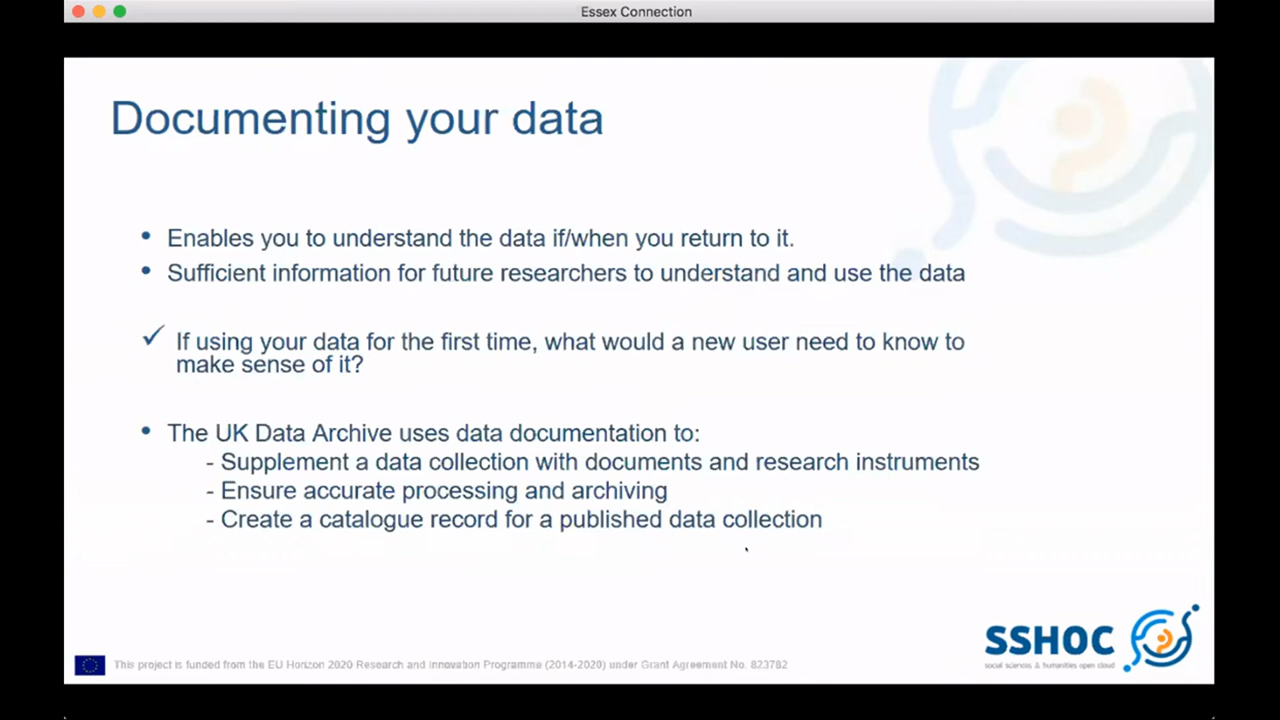 Essex Connection
Documenting your data
• Enables you to understand the data if/when you return to it.
• Sufficient information for future researchers to understand and use the data
✓ If using your data for the first time, what would a new user need to know to
make sense of it?
• The UK Data Archive uses data documentation to:
- Supplement a data collection with documents and research instruments
- Ensure accurate processing and archiving
- Create a catalogue record for a published data collection
SSHOC
social sciences & humanities open cloud
This project is funded from the EU Horizon 2020 Research and Innovation Programme (2014-2020) under Grant Agreement No. 823782